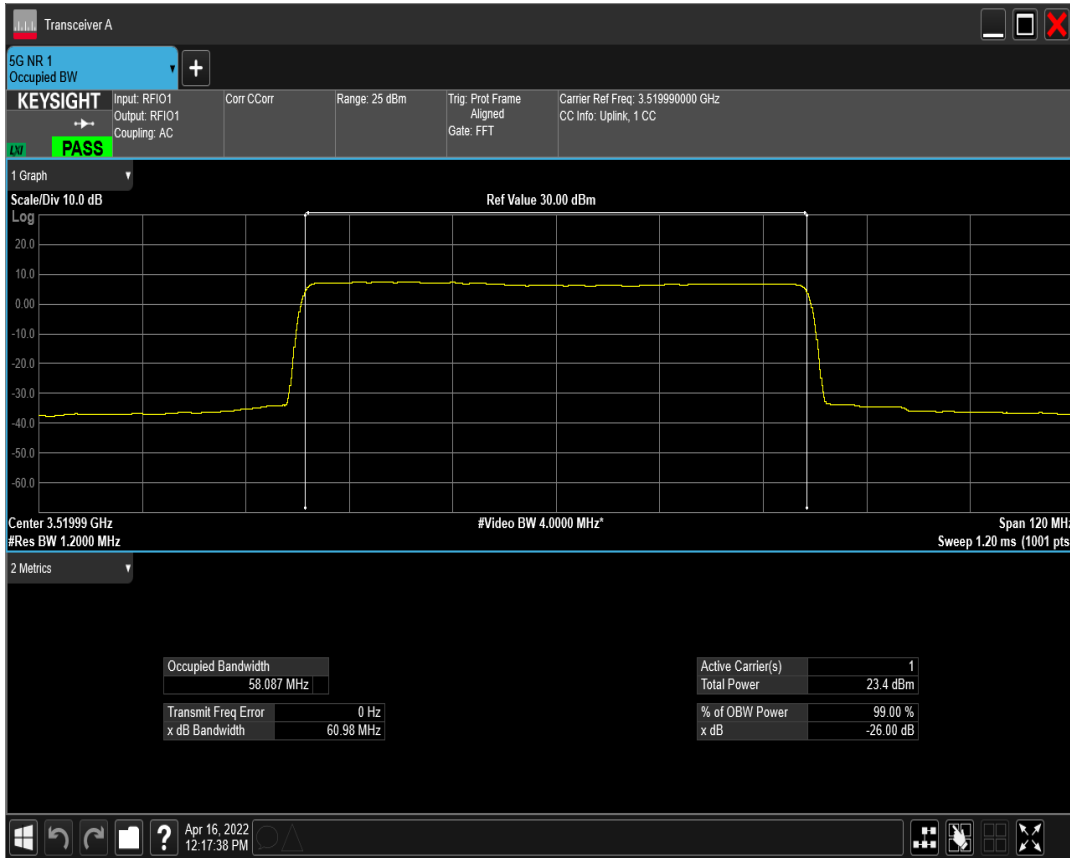 Transceiver A
5G NR 1
Occupied BW
+
KEYSIGHT
LXI
PASS
Input: RFIO1
Output: RFIO1
Coupling: AC
Corr CCorr
Range: 25 dBm
Trig: Prot Frame
Aligned
Gate: FFT
Carrier Ref Freq: 3.519990000 GHz
CC Info: Uplink, 1 CC
1 Graph
Scale/Div 10.0 dB
Ref Value 30.00 dBm
Log
20.0
10.0
0.00
-10.0
-20.0
-30.0
-40.0
-50.0
-60.0
Center 3.51999 GHz
#Video BW 4.0000 MHz*
Span 120 MHz
#Res BW 1.2000 MHz
Sweep 1.20 ms (1001 pts
2 Metrics
Occupied Bandwidth
58.087 MHz
Transmit Freq Error 0 Hz
x dB Bandwidth 60.98 MHz
Active Carrier(s) 1
Total Power 23.4 dBm
% of OBW Power 99.00 %
x dB -26.00 dB
?
Apr 16, 2022
12:17:38 PM